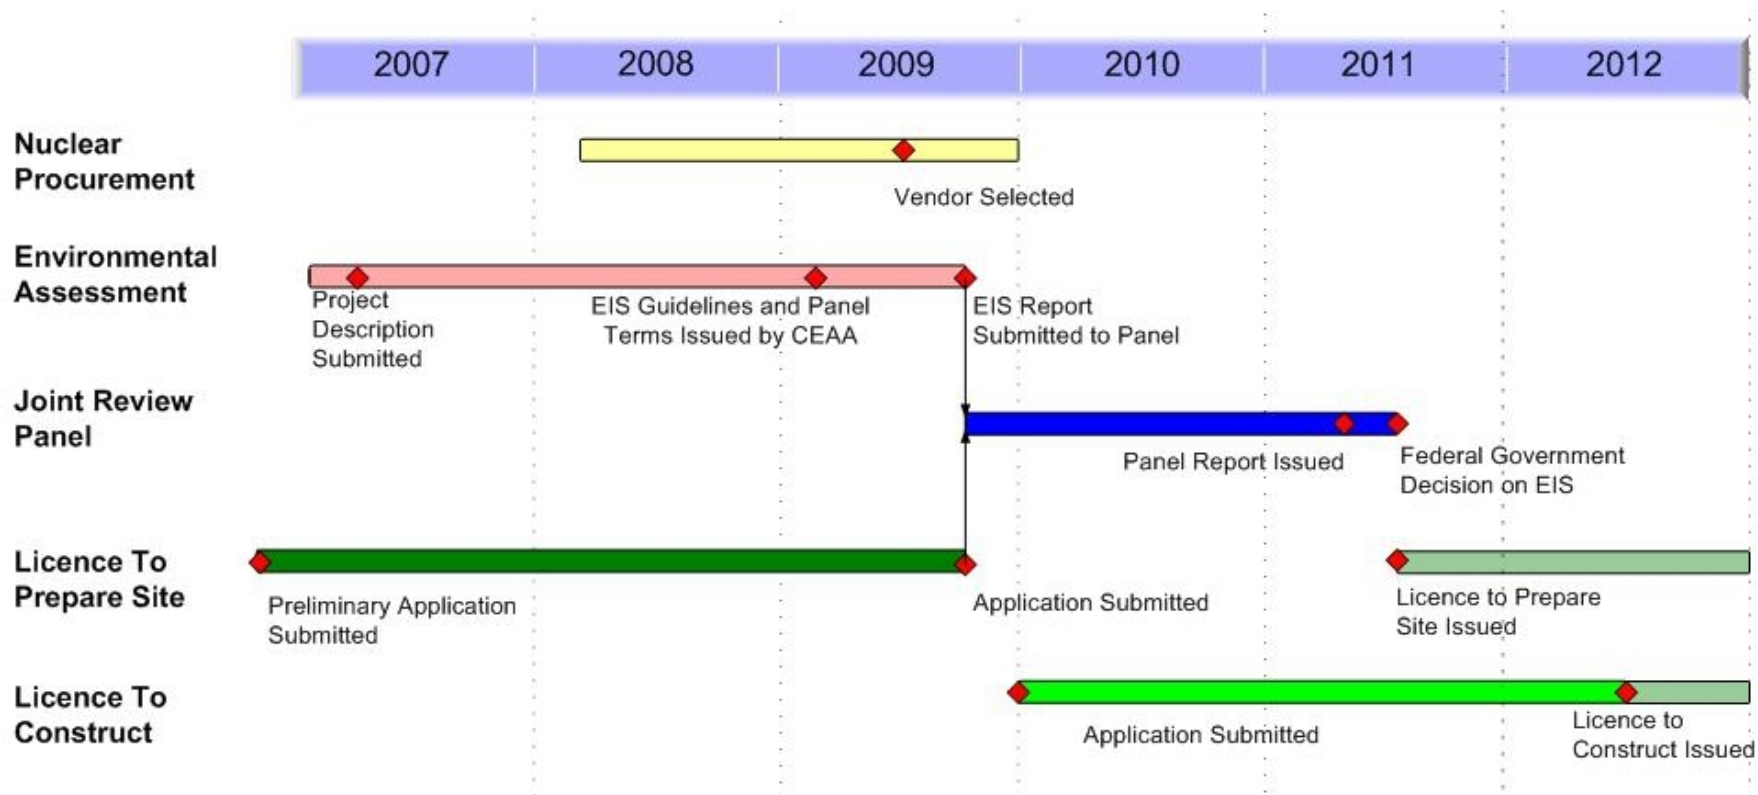 2007
2008
2009
2010
2011
2012
Nuclear
Procurement
Vendor Selected
Environmental
Assessment
Project
Description
Submitted
EIS Guidelines and Panel
Terms Issued by CEAA
EIS Report
Submitted to Panel
Joint Review
Panel
Panel Report Issued
Federal Government
Decision on EIS
Licence To
Prepare Site
Preliminary Application
Submitted
Application Submitted
Licence to Prepare
Site Issued
Licence To
Construct
Application Submitted
Licence to
Construct Issued